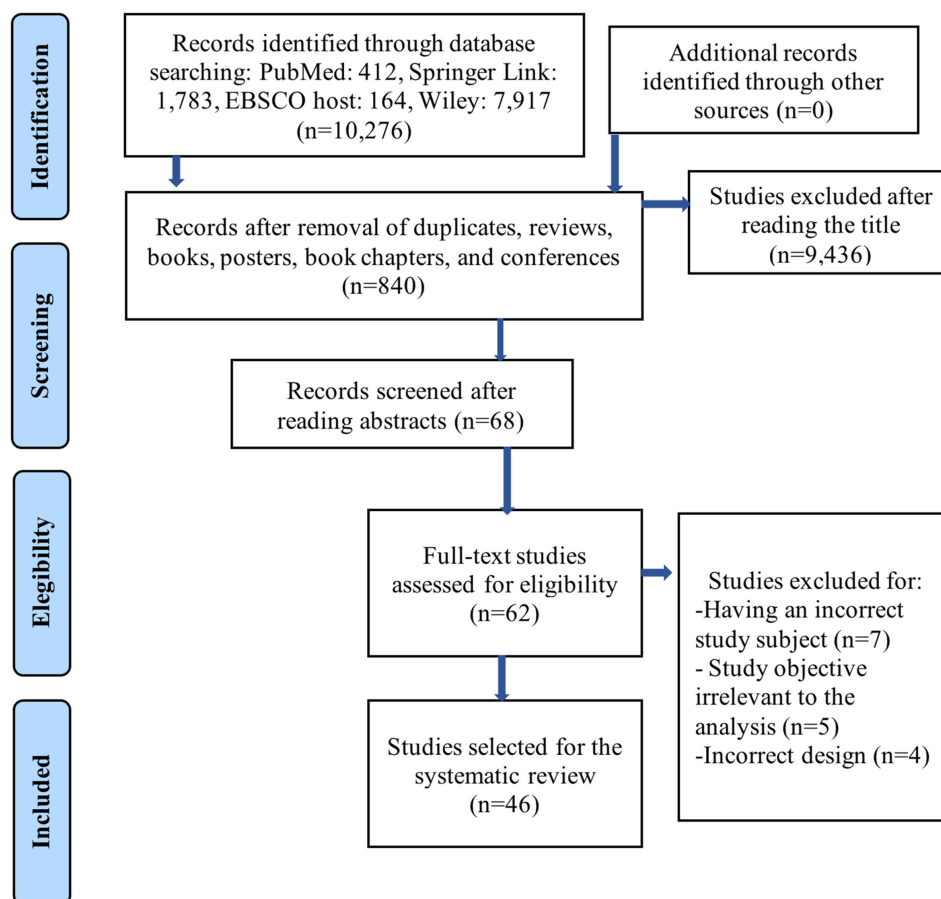 Identification
Records identified through database
searching: PubMed: 412, Springer Link:
1,783, EBSCO host: 164, Wiley: 7,917
(n=10,276)
Additional records
identified through other
sources (n=0)
Records after removal of duplicates, reviews,
books, posters, book chapters, and conferences
(n=840)
Studies excluded after
reading the title
(n=9,436)
Screening
Records screened after
reading abstracts (n=68)
Elegibility
Full-text studies
assessed for eligibility
(n=62)
Studies excluded for:
-Having an incorrect
study subject (n=7)
- Study objective
irrelevant to the
analysis (n=5)
-Incorrect design (n=4)
Included
Studies selected for the
systematic review
(n=46)